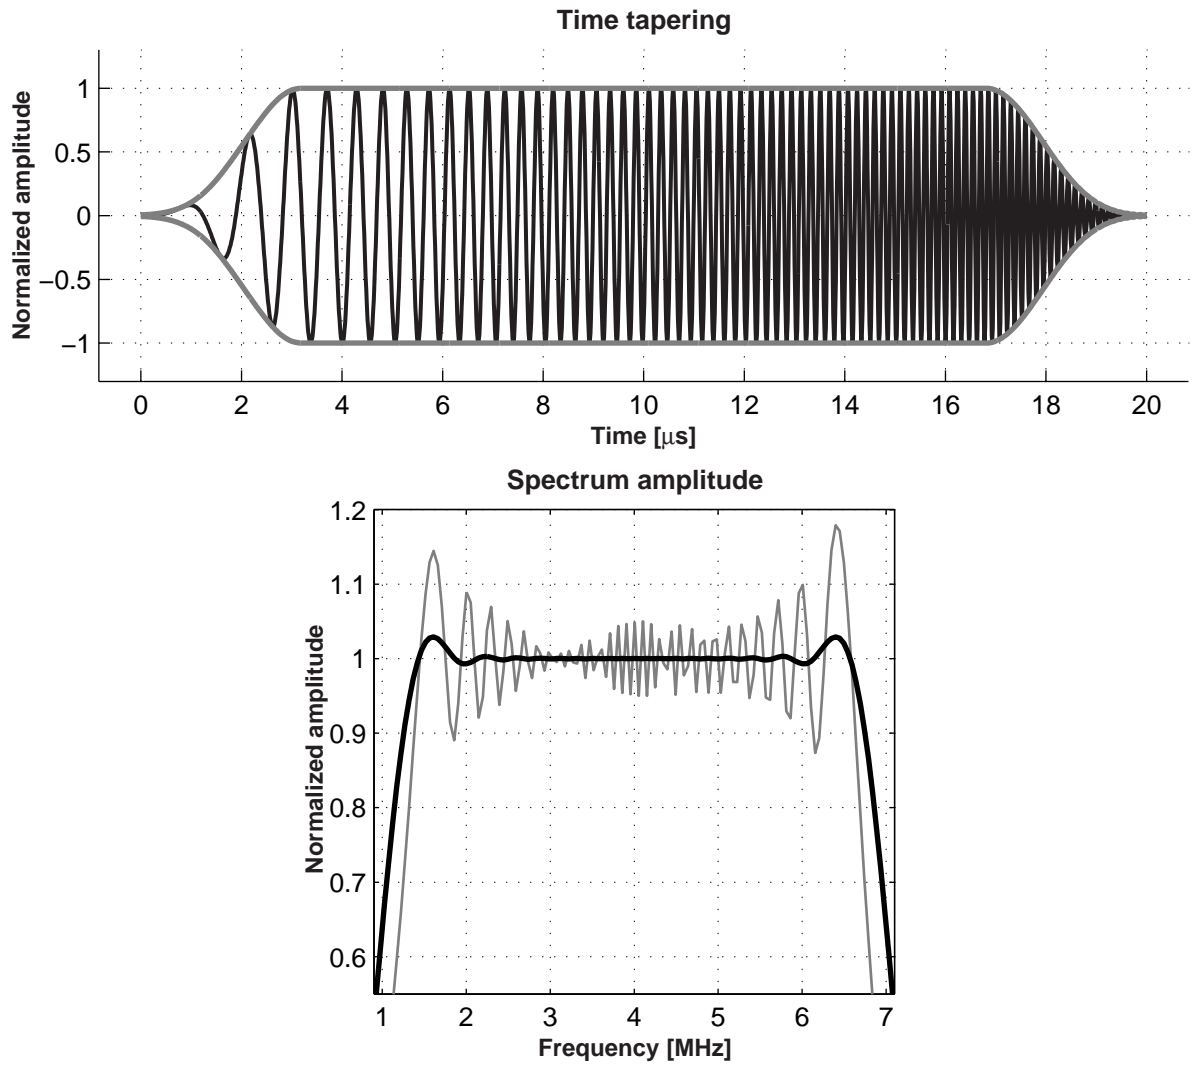 Time tapering
Normalized amplitude
1
0.5
0
−0.5
−1
0 2 4 6 8 10 12 14 16 18 20
Time [μs]
Spectrum amplitude
Normalized amplitude
1.2
1.1
1
0.9
0.8
0.7
0.6
1 2 3 4 5 6 7
Frequency [MHz]